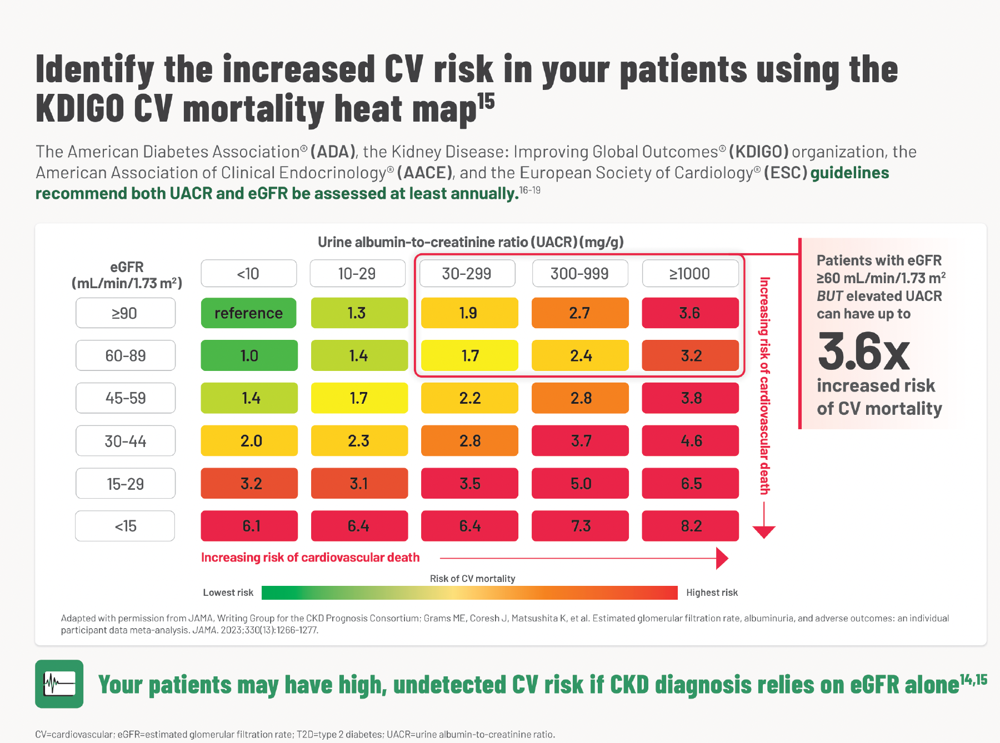 Identify the increased CV risk in your patients using the
KDIGO CV mortality heat map15
The American Diabetes Association® (ADA), the Kidney Disease: Improving Global Outcomes® (KDIGO) organization, the
American Association of Clinical Endocrinology® (AACE), and the European Society of Cardiology® (ESC) guidelines
recommend both UACR and eGFR be assessed at least annually.16-19
Urine albumin-to-creatinine ratio (UACR) (mg/g)
eGFR
(mL/min/1.73 m²)
<10 10-29 30-299 300-999 ≥1000
≥90 reference 1.3 1.9 2.7 3.6
60-89 1.0 1.4 1.7 2.4 3.2
45-59 1.4 1.7 2.2 2.8 3.8
30-44 2.0 2.3 2.8 3.7 4.6
15-29 3.2 3.1 3.5 5.0 6.5
<15 6.1 6.4 6.4 7.3 8.2
Increasing risk of cardiovascular death
Increasing risk of cardiovascular death
Patients with eGFR
≥60 mL/min/1.73 m²
BUT elevated UACR
can have up to
3.6x
increased risk
of CV mortality
Risk of CV mortality
Lowest risk Highest risk
Adapted with permission from JAMA, Writing Group for the CKD Prognosis Consortium; Grams ME, Coresh J, Matsushita K, et al. Estimated glomerular filtration rate, albuminuria, and adverse outcomes: an individual
participant data meta-analysis. JAMA. 2023;330(13):1266-1277.
Your patients may have high, undetected CV risk if CKD diagnosis relies on eGFR alone14,15
CV=cardiovascular; eGFR=estimated glomerular filtration rate; T2D=type 2 diabetes; UACR=urine albumin-to-creatinine ratio.